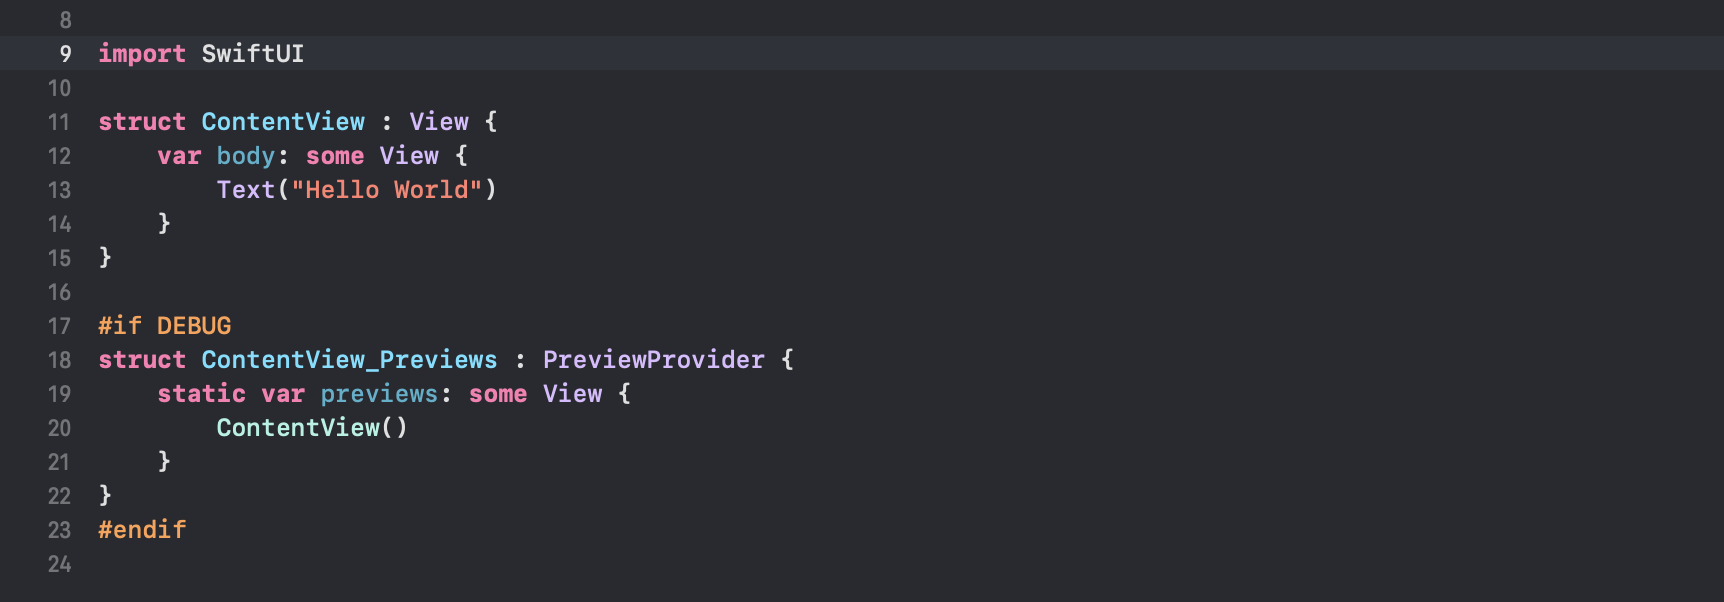 8
9 import SwiftUI
10
11 struct ContentView : View {
12     var body: some View {
13         Text("Hello World")
14     }
15 }
16
17 #if DEBUG
18 struct ContentView_Previews : PreviewProvider {
19     static var previews: some View {
20         ContentView()
21     }
22 }
23 #endif
24